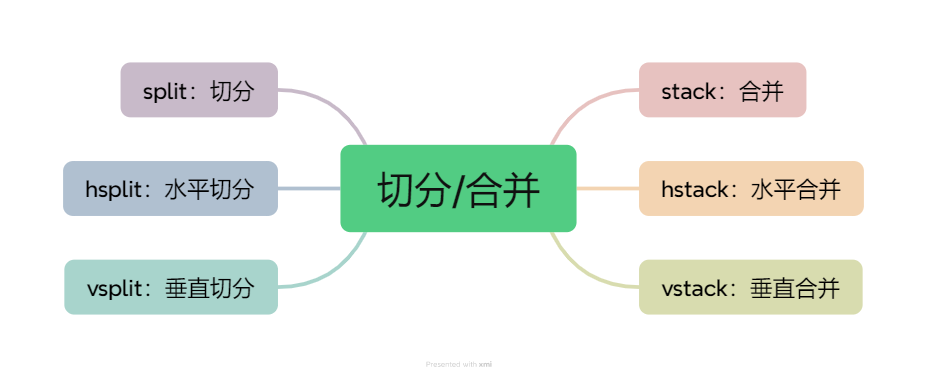 split：切分
hsplit：水平切分
vsplit：垂直切分
切分/合并
stack：合并
hstack：水平合并
vstack：垂直合并
Presented with xmi